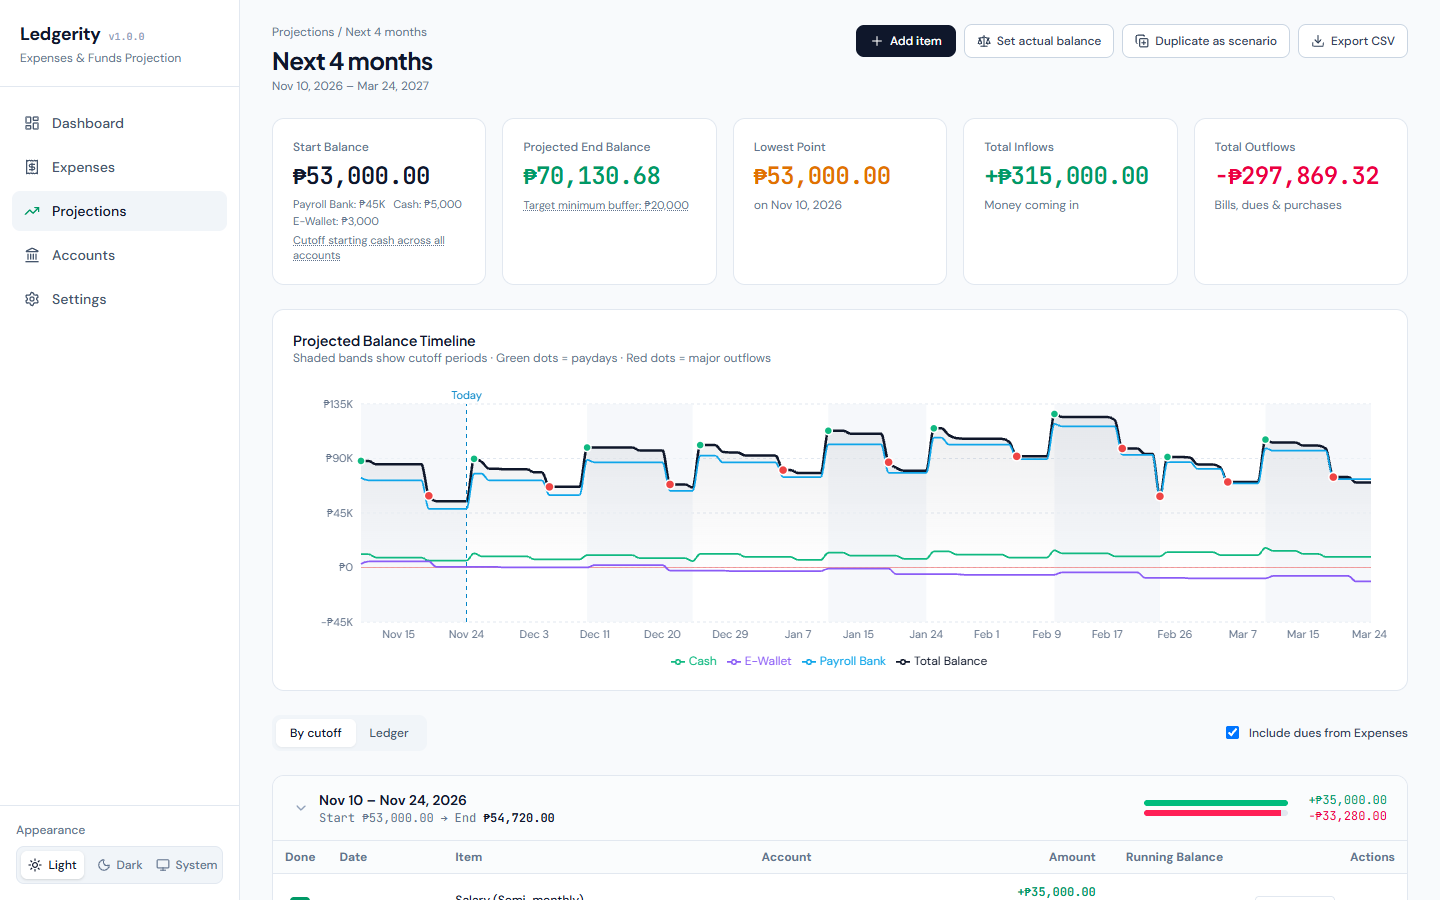 Ledgerity v1.0.0
Expenses & Funds Projection
Dashboard
Expenses
Projections
Accounts
Settings
Appearance
Light
Dark
System
Projections / Next 4 months
Next 4 months
Nov 10, 2026 – Mar 24, 2027
Add item
Set actual balance
Duplicate as scenario
Export CSV
Start Balance
₱53,000.00
Payroll Bank: ₱45K Cash: ₱5,000
E-Wallet: ₱3,000
Cutoff starting cash across all
accounts
Projected End Balance
₱70,130.68
Target minimum buffer: ₱20,000
Lowest Point
₱53,000.00
on Nov 10, 2026
Total Inflows
+₱315,000.00
Money coming in
Total Outflows
-₱297,869.32
Bills, dues & purchases
Projected Balance Timeline
Shaded bands show cutoff periods · Green dots = paydays · Red dots = major outflows
Today
₱135K
₱90K
₱45K
₱0
-₱45K
Nov 15 Nov 24 Dec 3 Dec 11 Dec 20 Dec 29 Jan 7 Jan 15 Jan 24 Feb 1 Feb 9 Feb 17 Feb 26 Mar 7 Mar 15 Mar 24
Cash E-Wallet Payroll Bank Total Balance
By cutoff
Ledger
Include dues from Expenses
Nov 10 – Nov 24, 2026
Start ₱53,000.00 → End ₱54,720.00
+₱35,000.00
-₱33,280.00
Done Date Item Account Amount Running Balance Actions
Salary (Semi-monthly)
+₱35,000.00